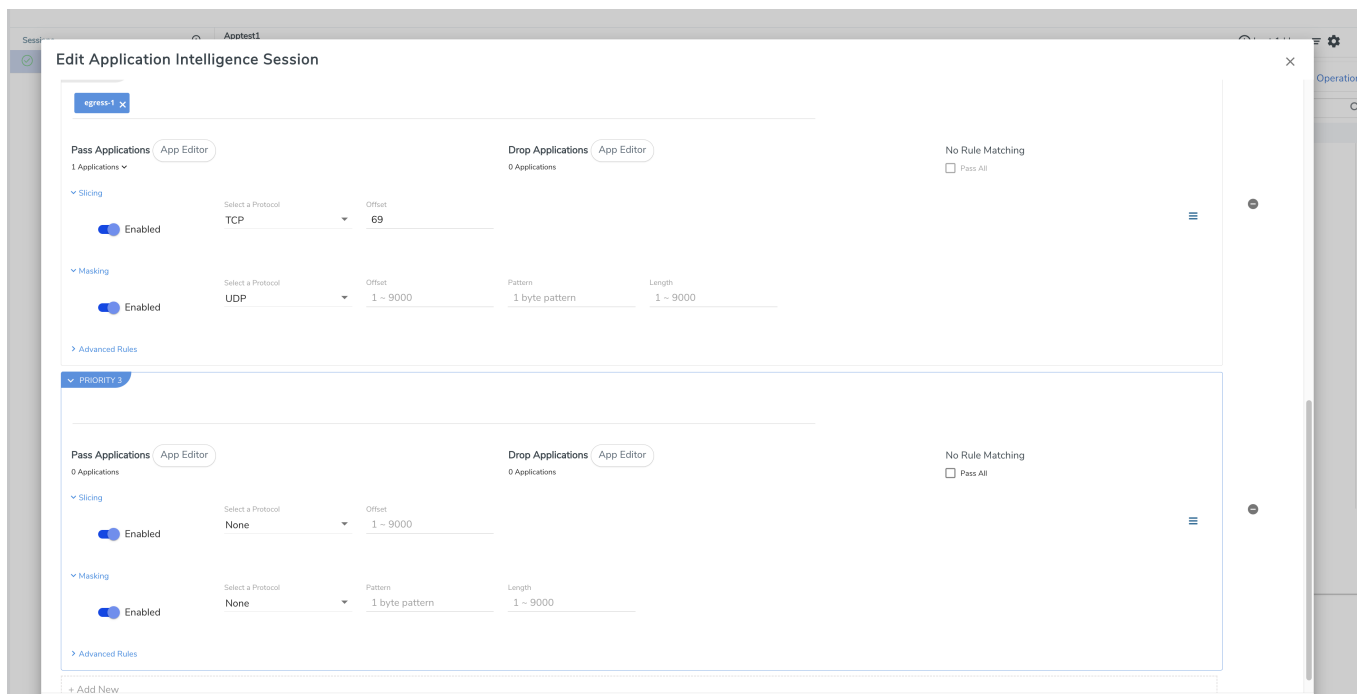 Apptest1
Edit Application Intelligence Session
Operation
egress-1
Pass Applications App Editor Drop Applications App Editor No Rule Matching
1 Applications 0 Applications Pass All
Slicing
Select a Protocol Offset
TCP 69
Enabled
Masking
Select a Protocol Offset Pattern Length
UDP 1 ~ 9000 1 byte pattern 1 ~ 9000
Enabled
Advanced Rules
PRIORITY 3
Pass Applications App Editor Drop Applications App Editor No Rule Matching
0 Applications 0 Applications Pass All
Slicing
Select a Protocol Offset
None 1 ~ 9000
Enabled
Masking
Select a Protocol Pattern Length
None 1 byte pattern 1 ~ 9000
Enabled
Advanced Rules
+ Add New